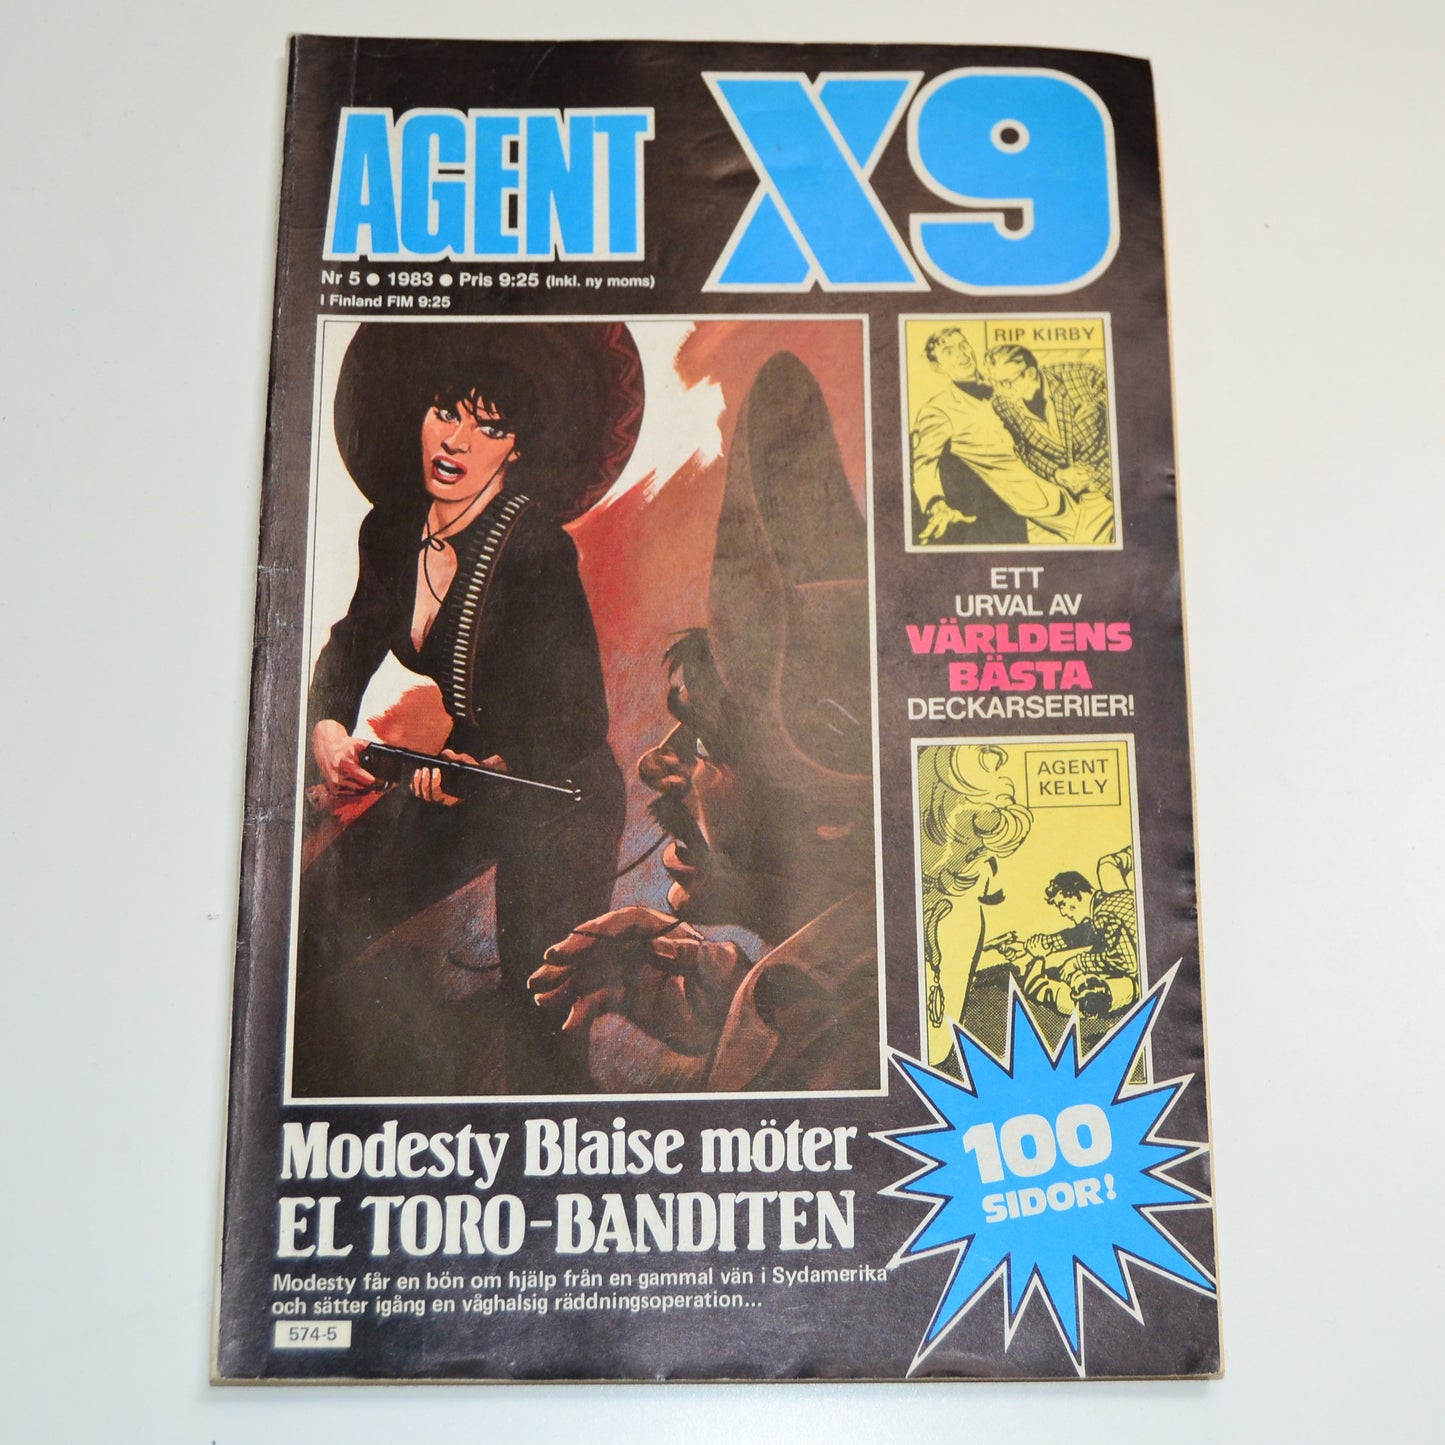 AGENT X9
Nr 5 ● 1983 ● Pris 9:25 (Inkl. ny moms)
I Finland FIM 9:25
RIP KIRBY
ETT
URVAL AV
VÄRLDENS
BÄSTA
DECKARSERIER!
AGENT
KELLY
100
SIDOR!
Modesty Blaise möter
EL TORO-BANDITEN
Modesty får en bön om hjälp från en gammal vän i Sydamerika
och sätter igång en våghalsig räddningsoperation...
574-5